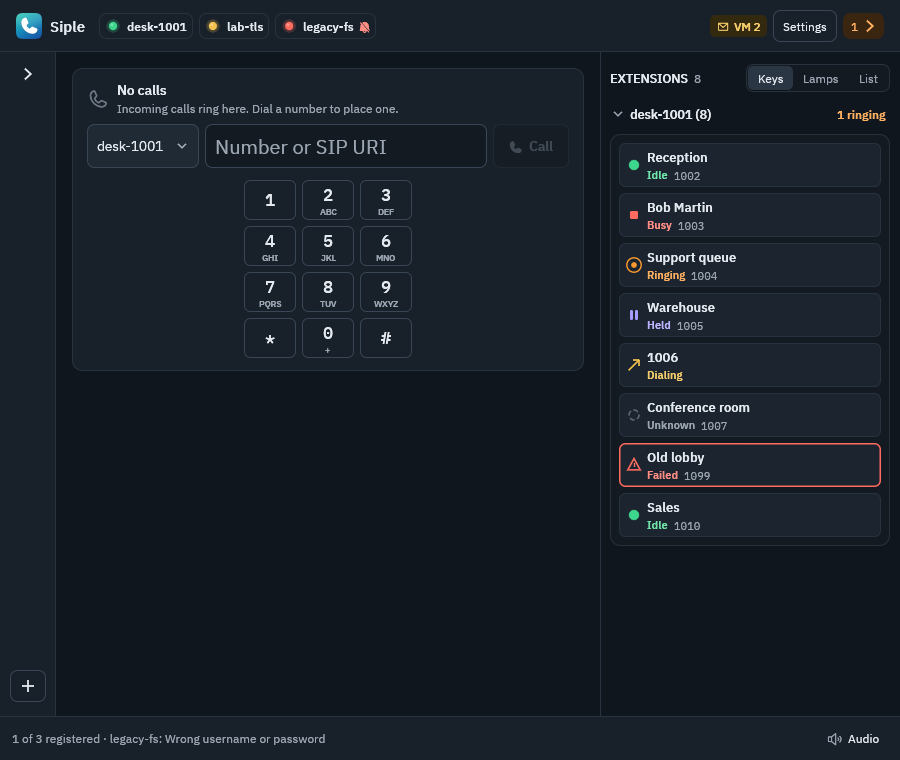 Siple
desk-1001
lab-tls
legacy-fs
VM 2
Settings
1
No calls
Incoming calls ring here. Dial a number to place one.
desk-1001
Number or SIP URI
Call
1
2
ABC
3
DEF
4
GHI
5
JKL
6
MNO
7
PQRS
8
TUV
9
WXYZ
*
0
+
#
EXTENSIONS 8
Keys
Lamps
List
desk-1001 (8)
1 ringing
Reception
Idle 1002
Bob Martin
Busy 1003
Support queue
Ringing 1004
Warehouse
Held 1005
1006
Dialing
Conference room
Unknown 1007
Old lobby
Failed 1099
Sales
Idle 1010
1 of 3 registered · legacy-fs: Wrong username or password
Audio